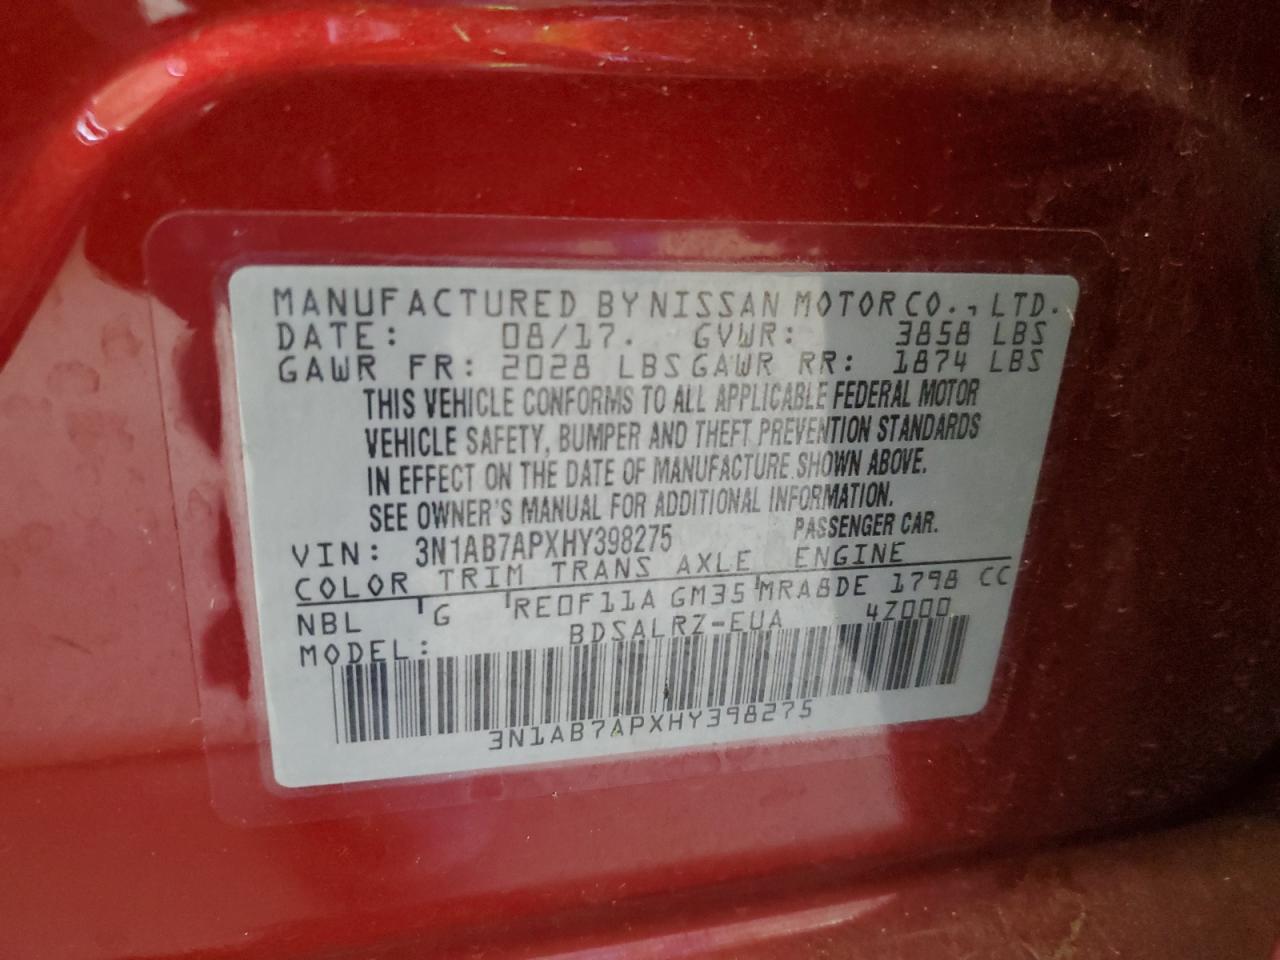 MANUFACTURED BY NISSAN MOTOR CO., LTD.
DATE: 08/17. GVWR: 3858 LBS
GAWR FR: 2028 LBS GAWR RR: 1874 LBS
THIS VEHICLE CONFORMS TO ALL APPLICABLE FEDERAL MOTOR
VEHICLE SAFETY, BUMPER AND THEFT PREVENTION STANDARDS
IN EFFECT ON THE DATE OF MANUFACTURE SHOWN ABOVE.
SEE OWNER'S MANUAL FOR ADDITIONAL INFORMATION.
VIN: 3N1AB7APXHY398275 PASSENGER CAR.
COLOR TRIM TRANS AXLE ENGINE
NBL G RE0F11A GM35 MRA8DE 1798 CC
MODEL: BDSALRZ-EUA 4Z000
3N1AB7APXHY398275